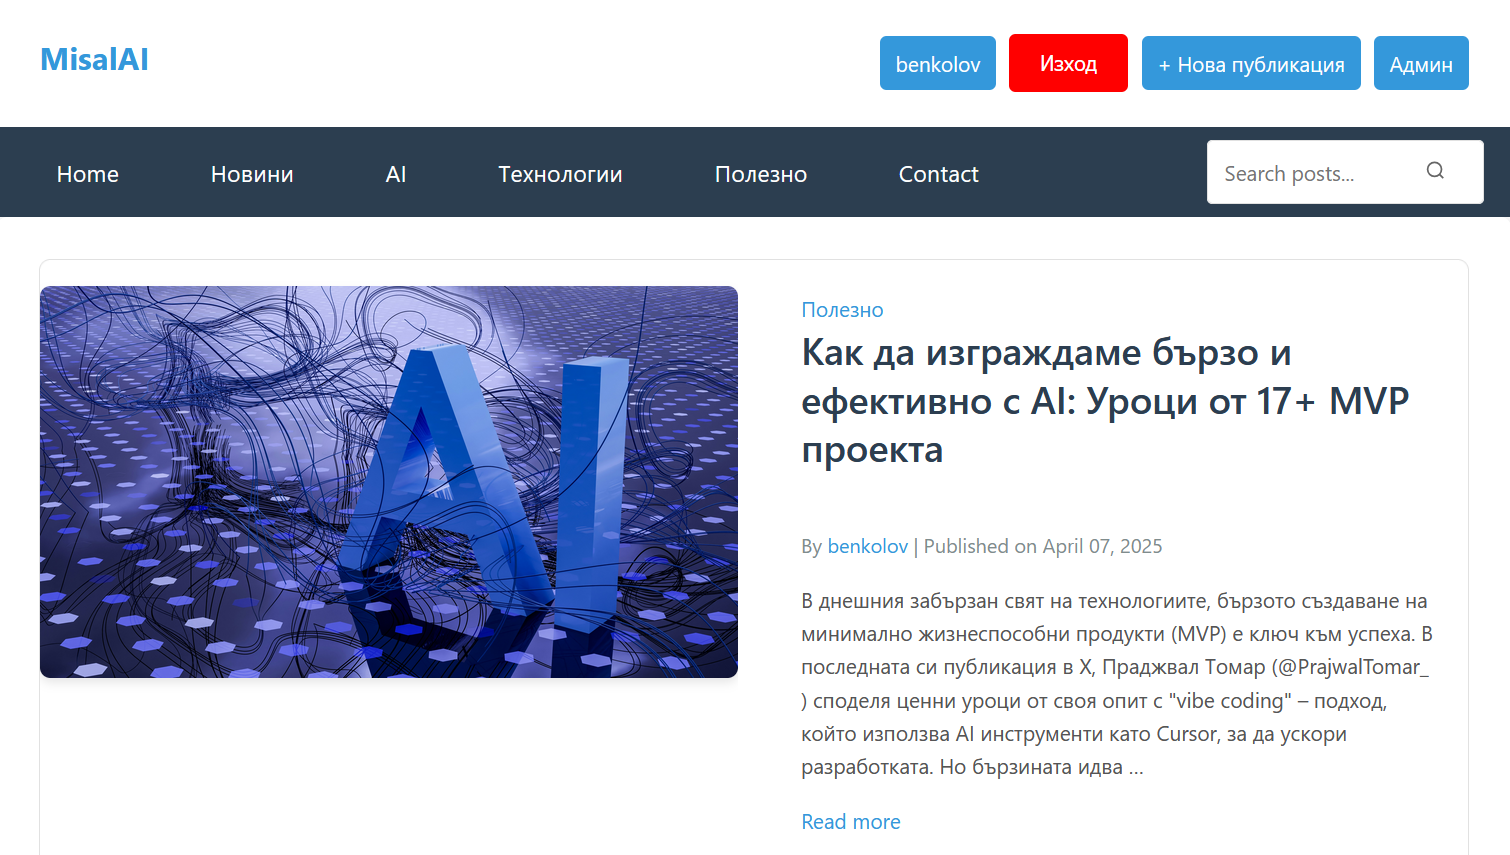 MisalAI
benkolov
Изход
+ Нова публикация
Админ
Home
Новини
AI
Технологии
Полезно
Contact
Search posts...
AI
Полезно
Как да изграждаме бързо и
ефективно с AI: Уроци от 17+ MVP
проекта
By benkolov | Published on April 07, 2025
В днешния забързан свят на технологиите, бързото създаване на
минимално жизнеспособни продукти (MVP) е ключ към успеха. В
последната си публикация в X, Праджвал Томар (@PrajwalTomar_
) споделя ценни уроци от своя опит с "vibe coding" – подход,
който използва AI инструменти като Cursor, за да ускори
разработката. Но бързината идва ...
Read more